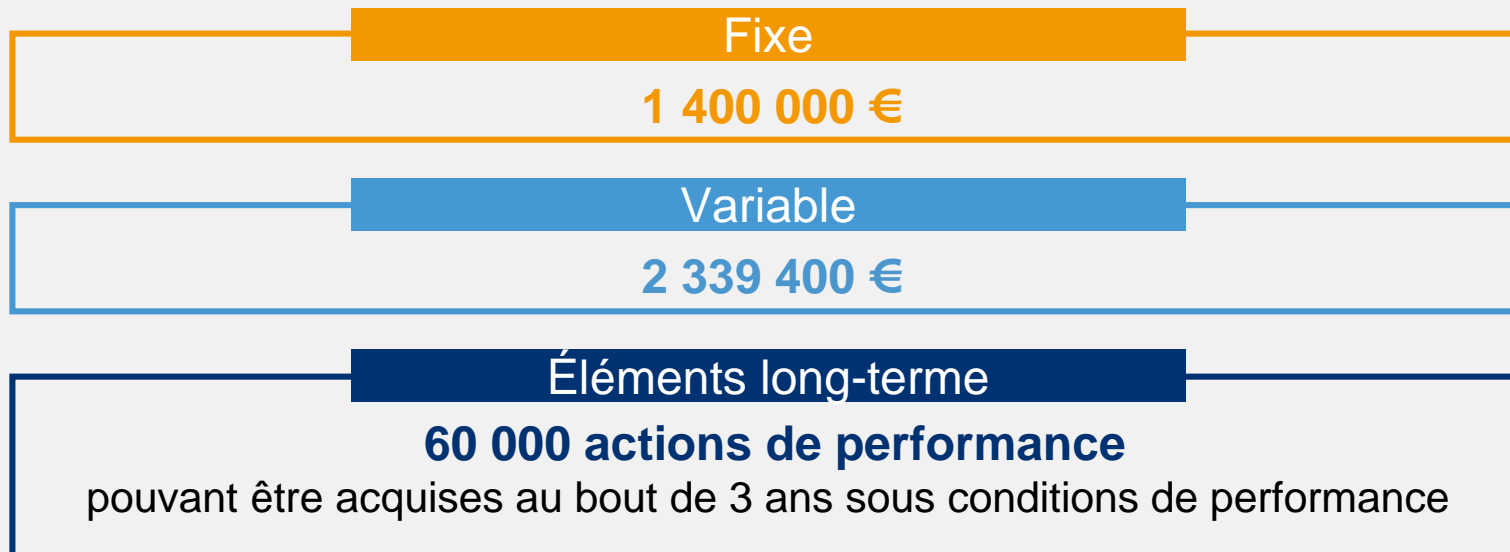 Fixe
1 400 000 €
Variable
2 339 400 €
Éléments long-terme
60 000 actions de performance
pouvant être acquises au bout de 3 ans sous conditions de performance